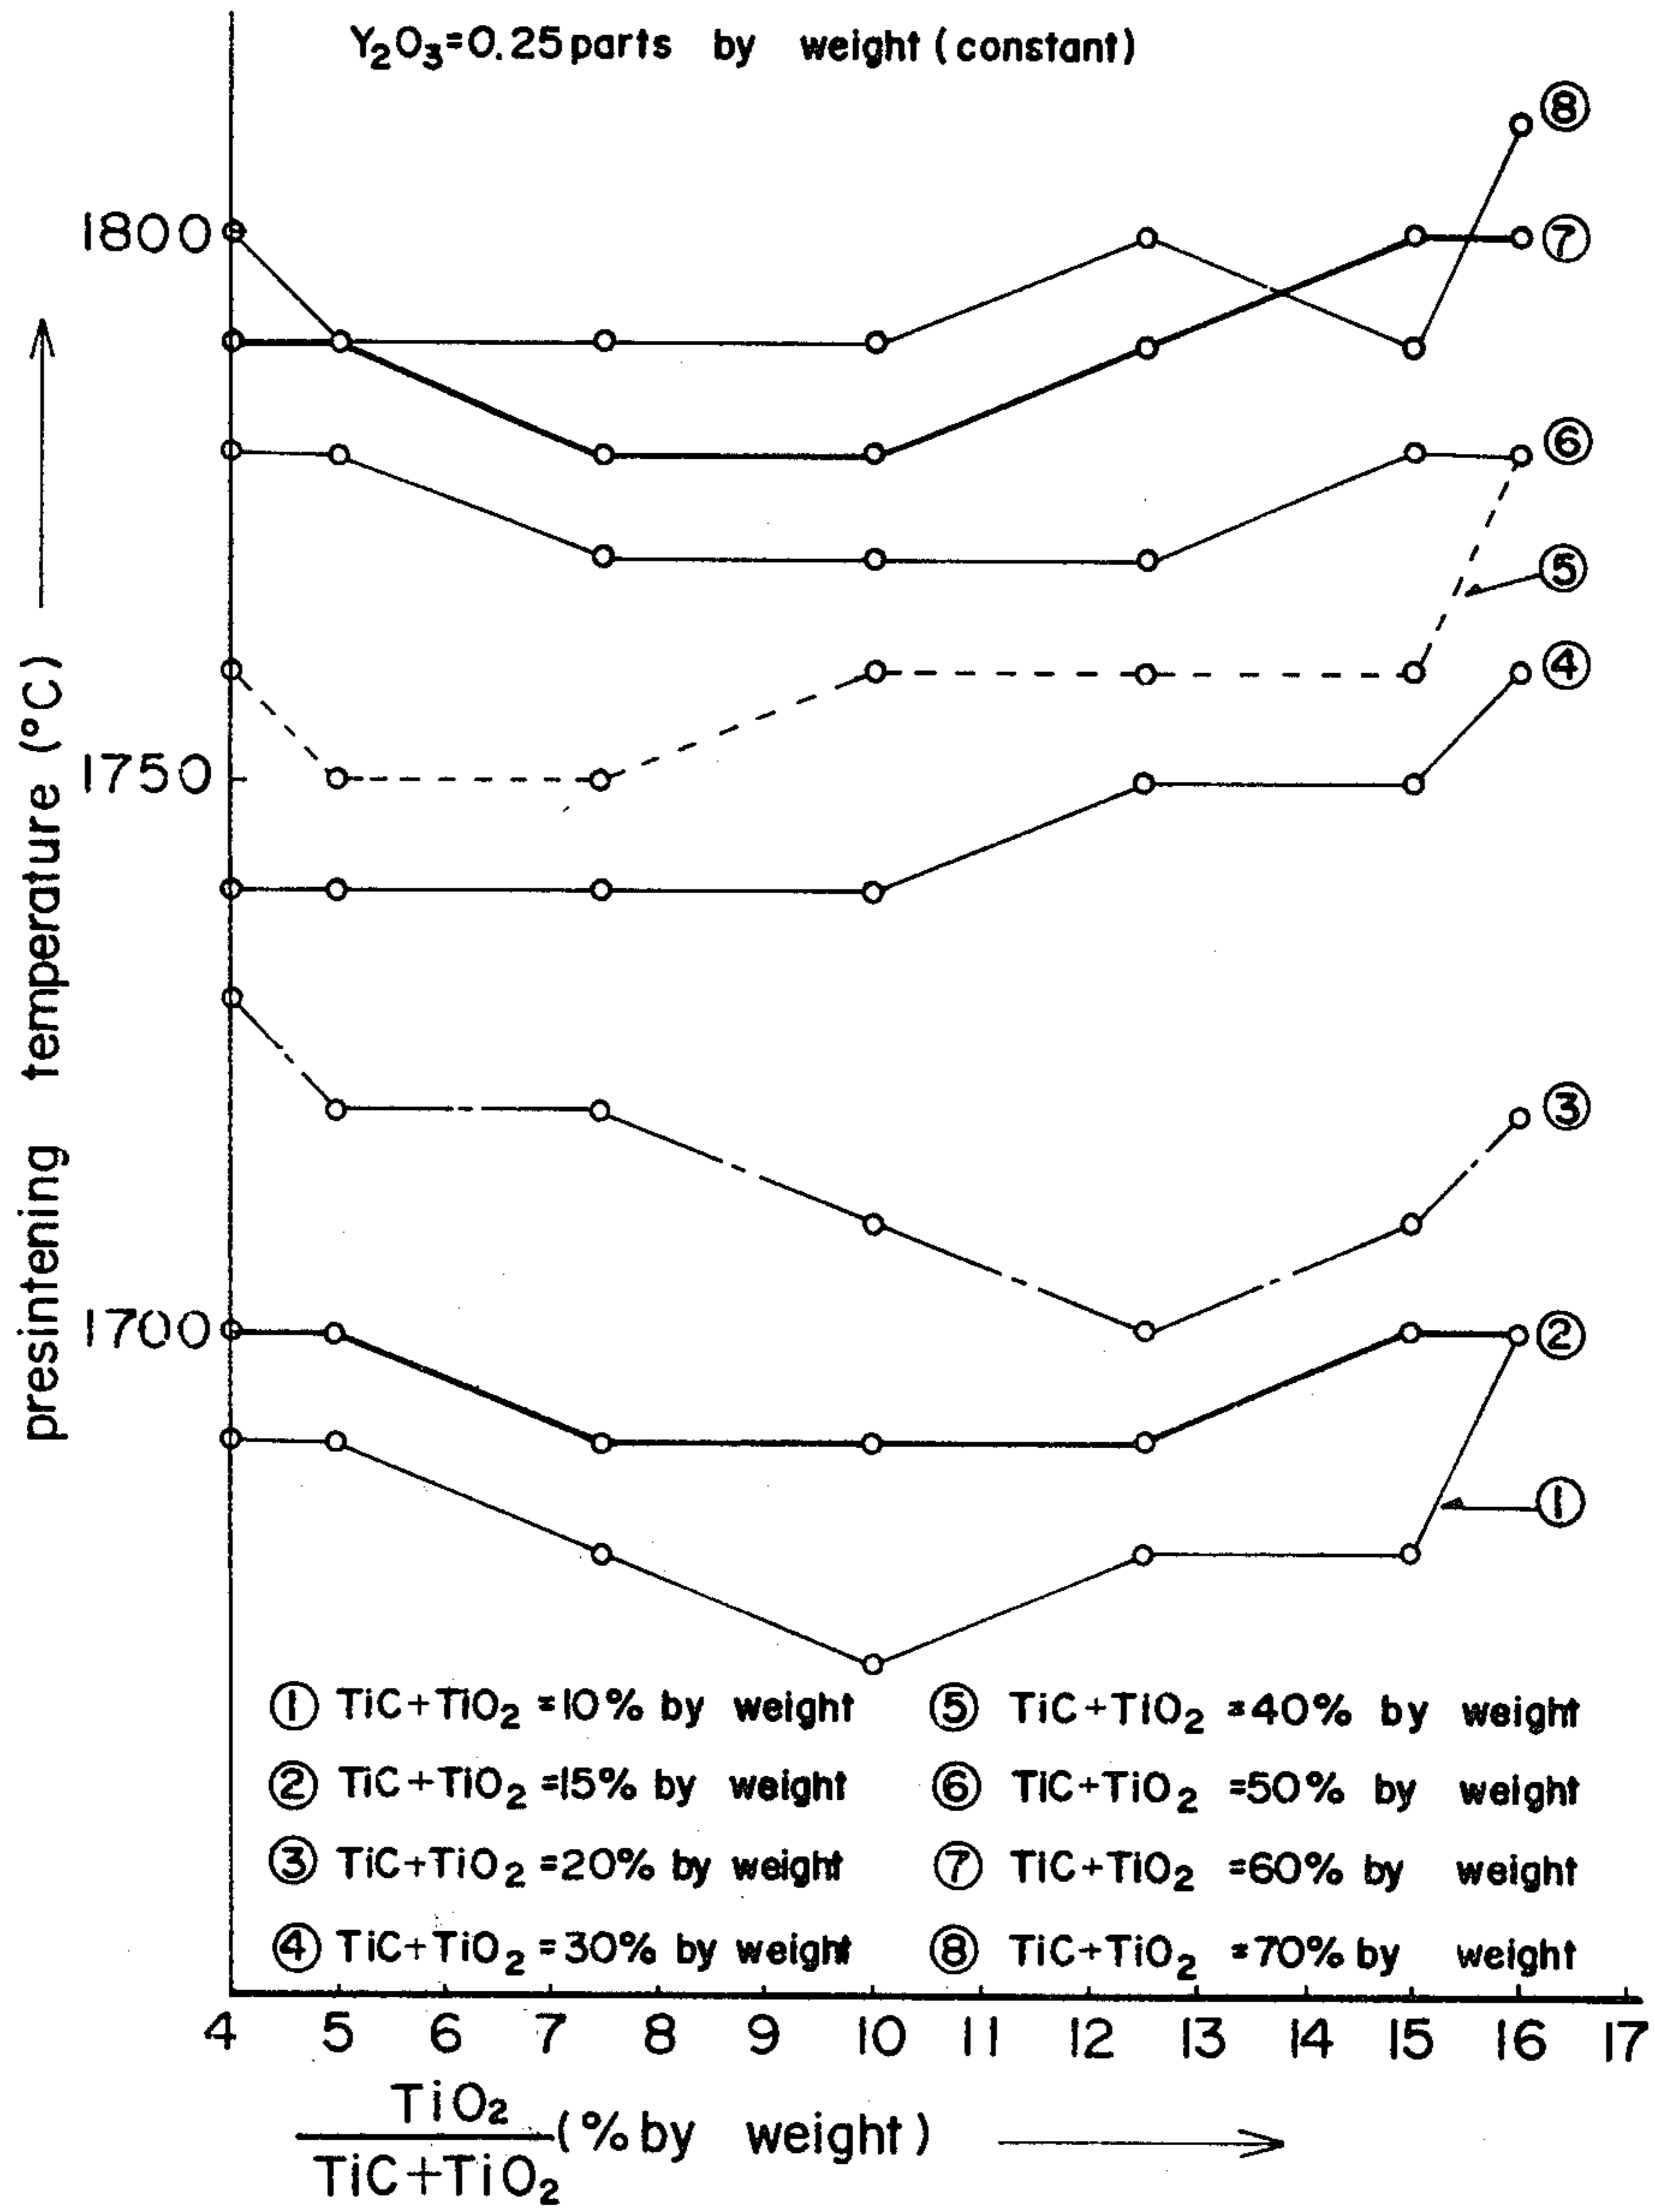 Y₂O₃=0.25 parts by weight (constant)
⑧
1800
⑦
⑥
⑤
④
1750
presintening temperature (°C)
③
1700
②
①
① TiC+TiO₂ =10% by weight
② TiC+TiO₂ =15% by weight
③ TiC+TiO₂ =20% by weight
④ TiC+TiO₂ =30% by weight
⑤ TiC+TiO₂ =40% by weight
⑥ TiC+TiO₂ =50% by weight
⑦ TiC+TiO₂ =60% by weight
⑧ TiC+TiO₂ =70% by weight
4 5 6 7 8 9 10 11 12 13 14 15 16 17
TiO₂
TiC+TiO₂
(% by weight)